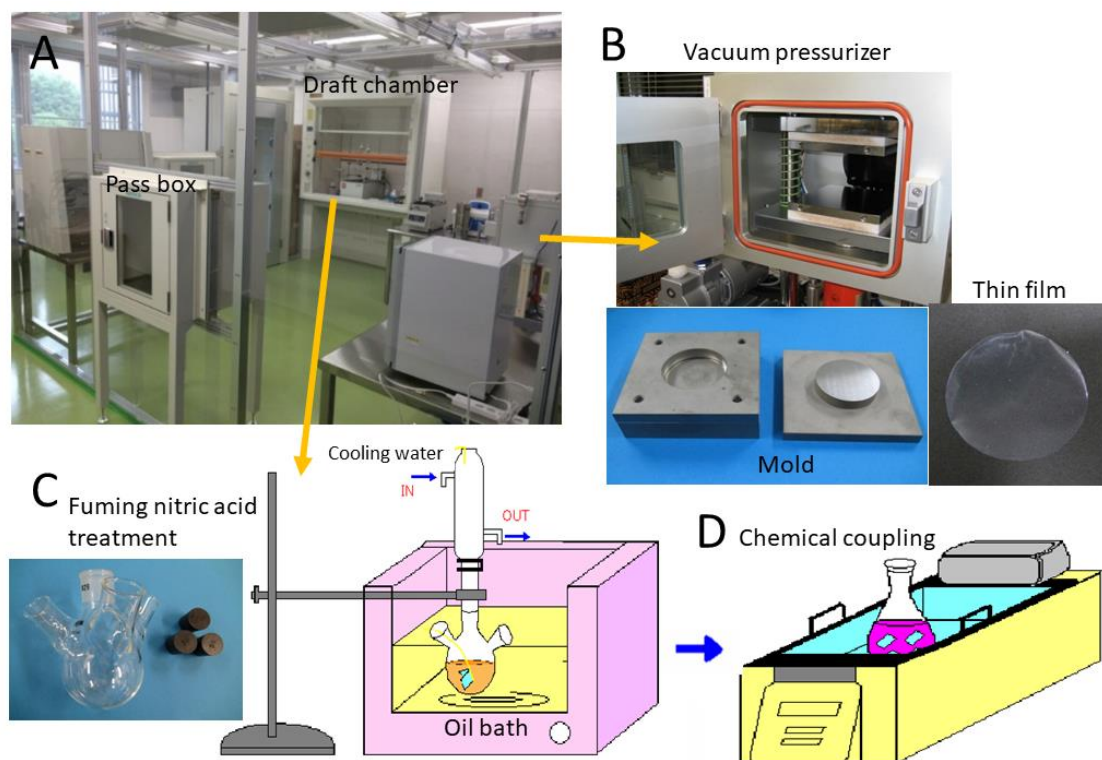 A
Draft chamber
Pass box
B
Vacuum pressurizer
Thin film
Mold
C
Fuming nitric acid
treatment
Cooling water
IN
OUT
Oil bath
D
Chemical coupling